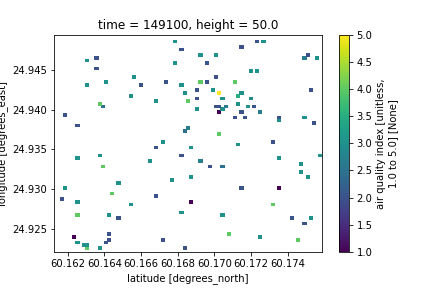 time = 149100, height = 50.0
24.945
24.940
24.935
24.930
24.925
60.162 60.164 60.166 60.168 60.170 60.172 60.174
latitude [degrees_north]
longitude [degrees_east]
5.0
4.5
4.0
3.5
3.0
2.5
2.0
1.5
1.0
air quality index [unitless,
1.0 to 5.0] [None]